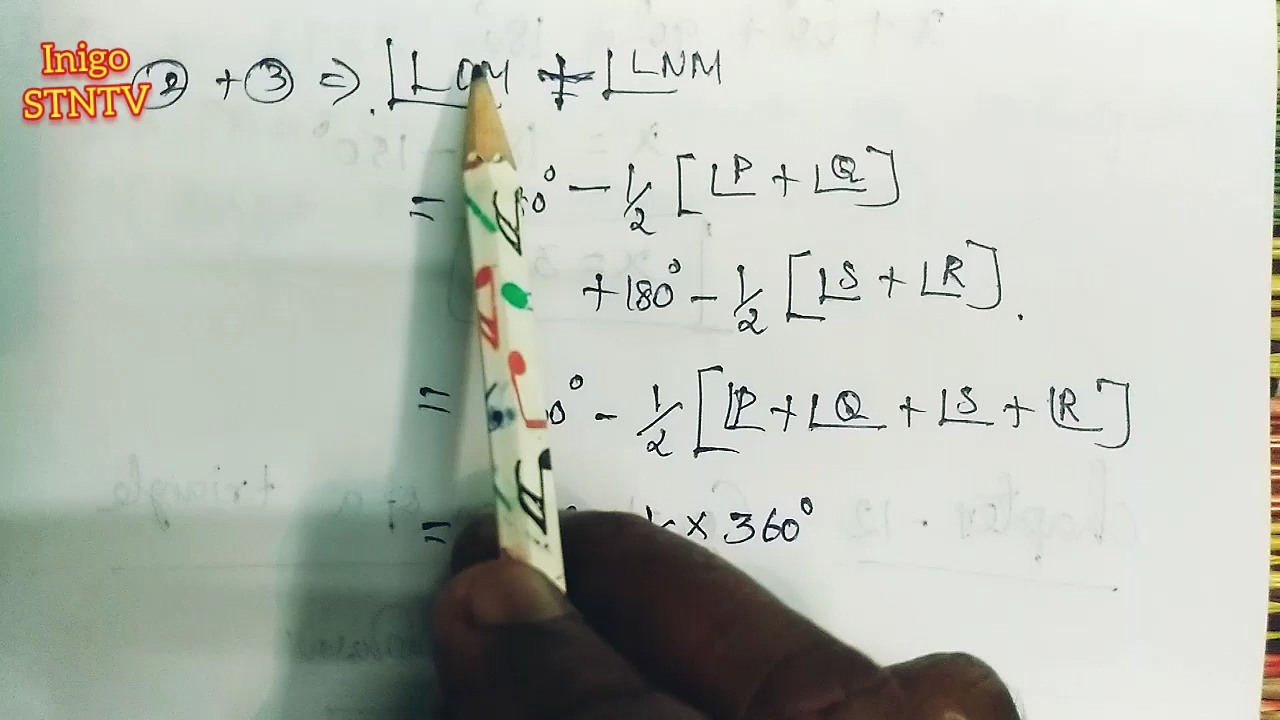 Inigo
STNTV
② + ③ ⇒ ∠LOM + ∠LNM
= 0° - 1/2 [∠P + ∠Q]
+ 180° - 1/2 [∠S + ∠R].
= 0° - 1/2 [∠P + ∠Q + ∠S + ∠R]
= × 360°